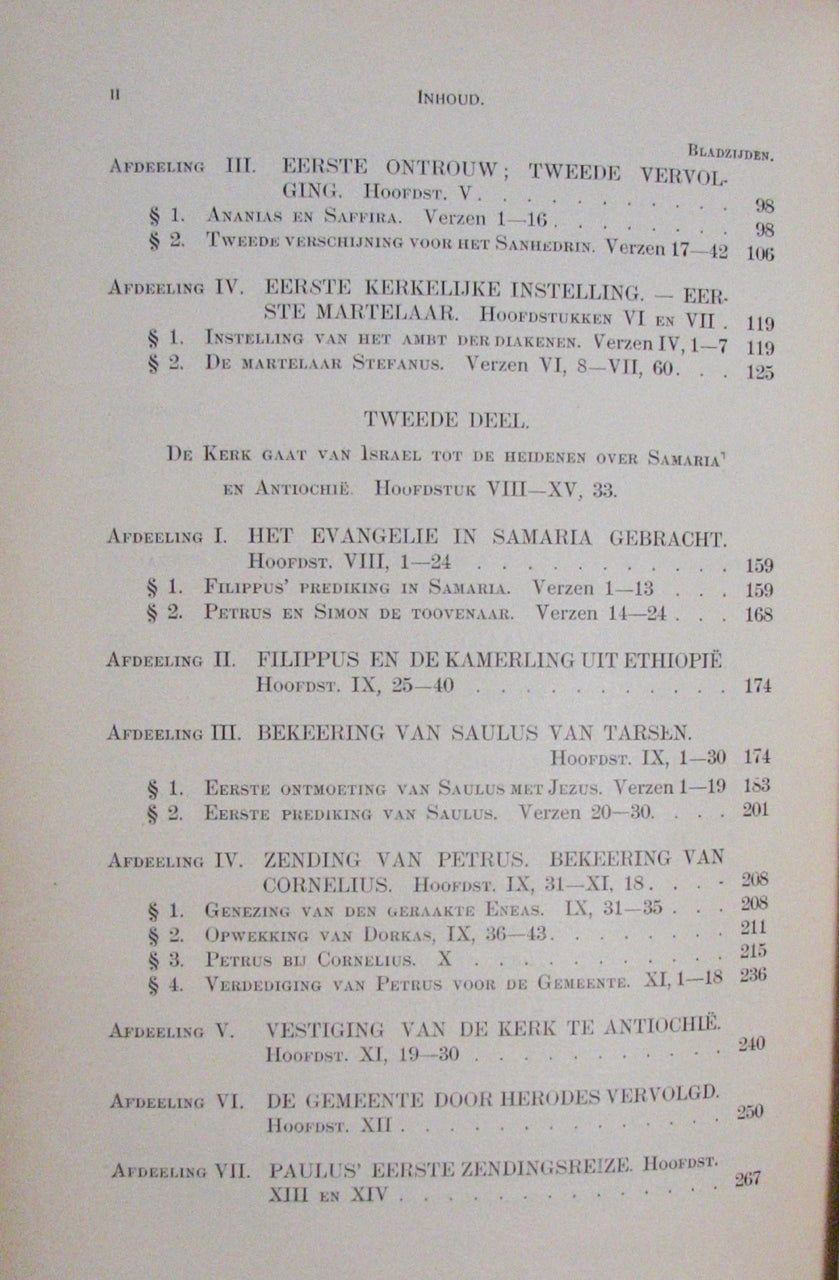 II
INHOUD.
BLADZIJDEN.
AFDEELING III. EERSTE ONTROUW; TWEEDE VERVOL-
GING. HOOFDST. V. . . . . . . . . . . 98
§ 1. ANANIAS EN SAFFIRA. Verzen 1—16 . . . . . . . . 98
§ 2. TWEEDE VERSCHIJNING VOOR HET SANHEDRIN. Verzen 17—42 106
AFDEELING IV. EERSTE KERKELIJKE INSTELLING. — EER-
STE MARTELAAR. HOOFDSTUKKEN VI EN VII . 119
§ 1. INSTELLING VAN HET AMBT DER DIAKENEN. Verzen IV, 1—7 119
§ 2. DE MARTELAAR STEFANUS. Verzen VI, 8—VII, 60. . . 125
TWEEDE DEEL.
DE KERK GAAT VAN ISRAEL TOT DE HEIDENEN OVER SAMARIA
EN ANTIOCHIË. HOOFDSTUK VIII—XV, 33.
AFDEELING I. HET EVANGELIE IN SAMARIA GEBRACHT.
HOOFDST. VIII, 1—24 . . . . . . . . . . 159
§ 1. FILIPPUS' PREDIKING IN SAMARIA. Verzen 1—13 . . . 159
§ 2. PETRUS EN SIMON DE TOOVENAAR. Verzen 14—24 . . . 168
AFDEELING II. FILIPPUS EN DE KAMERLING UIT ETHIOPIË
HOOFDST. IX, 25—40 . . . . . . . . . . 174
AFDEELING III. BEKEERING VAN SAULUS VAN TARSEN.
HOOFDST. IX, 1—30 174
§ 1. EERSTE ONTMOETING VAN SAULUS MET JEZUS. Verzen 1—19 183
§ 2. EERSTE PREDIKING VAN SAULUS. Verzen 20—30. . . . 201
AFDEELING IV. ZENDING VAN PETRUS. BEKEERING VAN
CORNELIUS. HOOFDST. IX, 31—XI, 18. . . . 208
§ 1. GENEZING VAN DEN GERAAKTE ENEAS. IX, 31—35 . . . 208
§ 2. OPWEKKING VAN DORKAS, IX, 36—43. . . . . . . . 211
§ 3. PETRUS BIJ CORNELIUS. X . . . . . . . . . . . 215
§ 4. VERDEDIGING VAN PETRUS VOOR DE GEMEENTE. XI, 1—18 236
AFDEELING V. VESTIGING VAN DE KERK TE ANTIOCHIË.
HOOFDST. XI, 19—30 . . . . . . . . . . 240
AFDEELING VI. DE GEMEENTE DOOR HERODES VERVOLGD.
HOOFDST. XII . . . . . . . . . . . . . 250
AFDEELING VII. PAULUS' EERSTE ZENDINGSREIZE. HOOFDST.
XIII EN XIV . . . . . . . . . . . . . 267